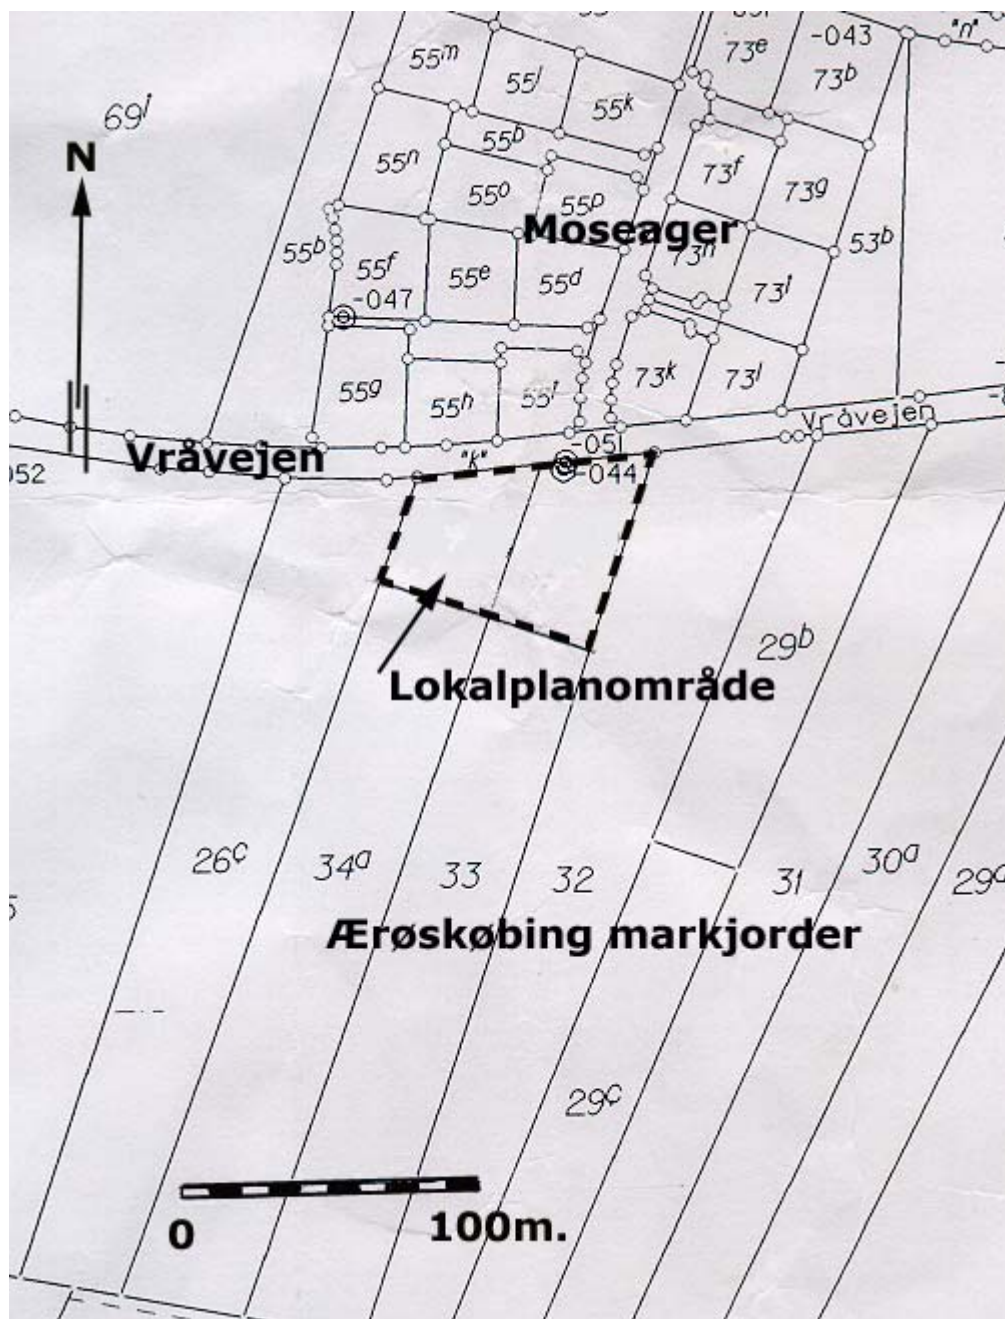 "n"
-043
73e
73b
55m
55l
55k
69i
N
55b
55n
73f
73g
55o
55p
Moseager
55b
53b
73h
55f
55e
55d
73i
-047
55g
55h
55i
73k
73l
Vråvejen
-051
Vråvejen
"k"
-044
052
29b
Lokalplanområde
26c
34a
33
32
31
30a
Ærøskøbing markjorder
29c
0
100m.